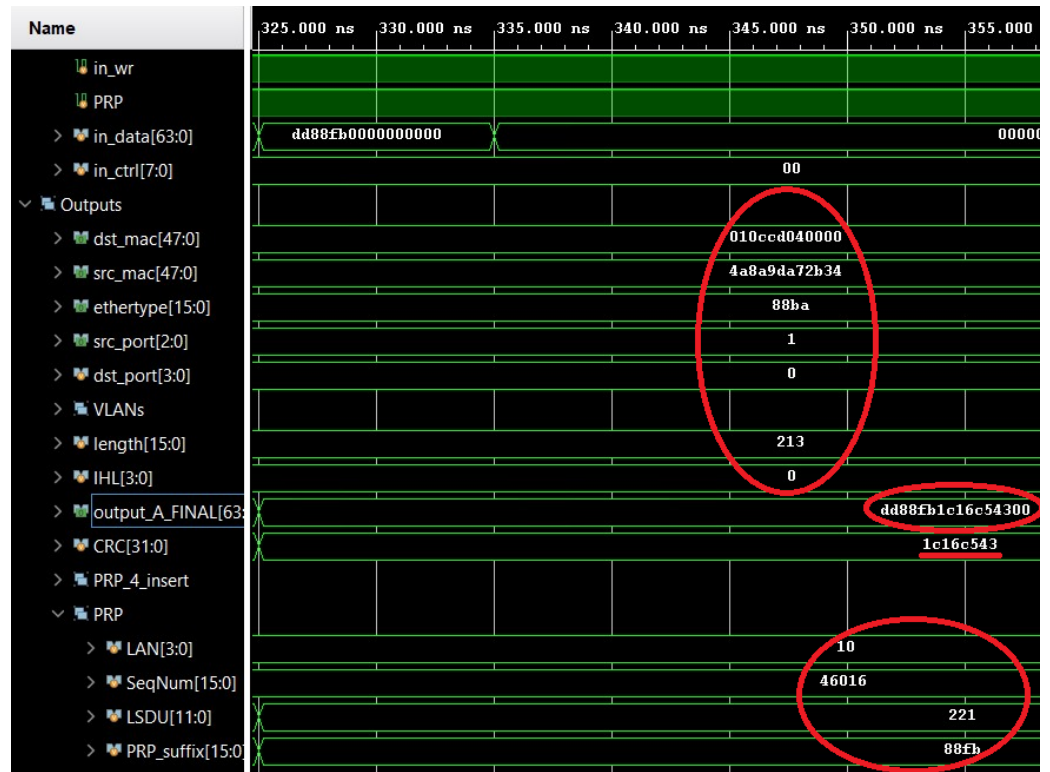 Name 325.000 ns 330.000 ns 335.000 ns 340.000 ns 345.000 ns 350.000 ns 355.000
in_wr
PRP
in_data[63:0] dd88fb0000000000 00000
in_ctrl[7:0] 00
Outputs
dst_mac[47:0] 010ccd040000
src_mac[47:0] 4a8a9da72b34
ethertype[15:0] 88ba
src_port[2:0] 1
dst_port[3:0] 0
VLANs
length[15:0] 213
IHL[3:0] 0
output_A_FINAL[63: dd88fb1c16c54300
CRC[31:0] 1c16c543
PRP_4_insert
PRP
LAN[3:0] 10
SeqNum[15:0] 46016
LSDU[11:0] 221
PRP_suffix[15:0] 88fb